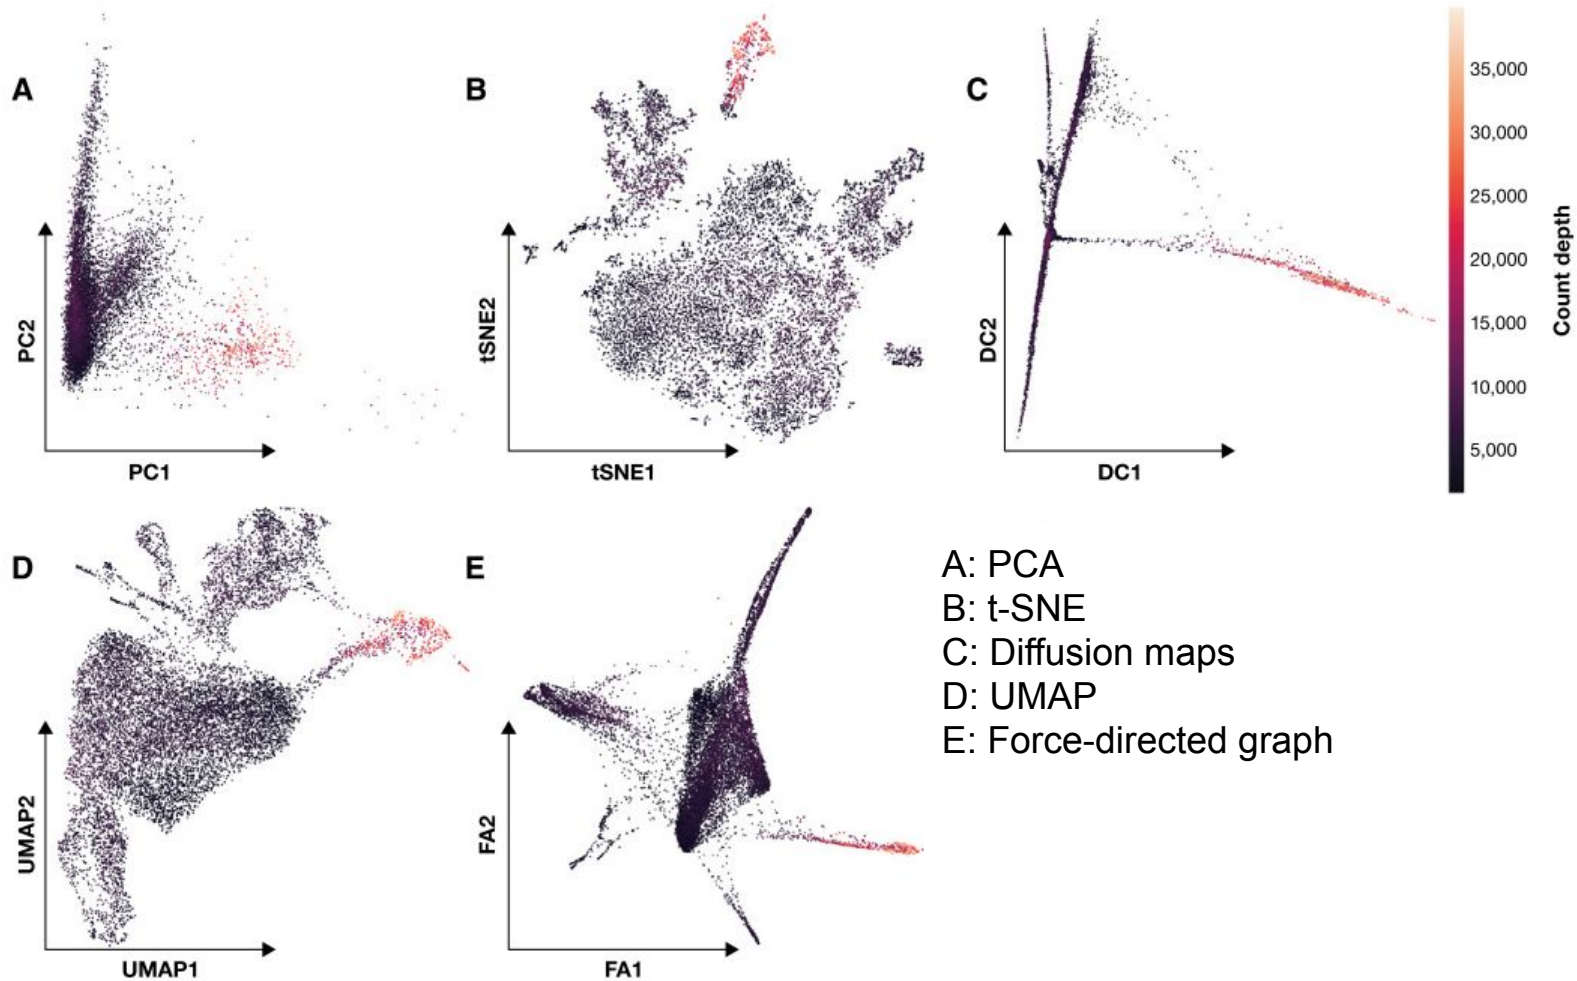 A
PC2
PC1
B
tSNE2
tSNE1
C
DC2
DC1
35,000
30,000
25,000
20,000
15,000
10,000
5,000
Count depth
D
UMAP2
UMAP1
E
FA2
FA1
A: PCA
B: t-SNE
C: Diffusion maps
D: UMAP
E: Force-directed graph